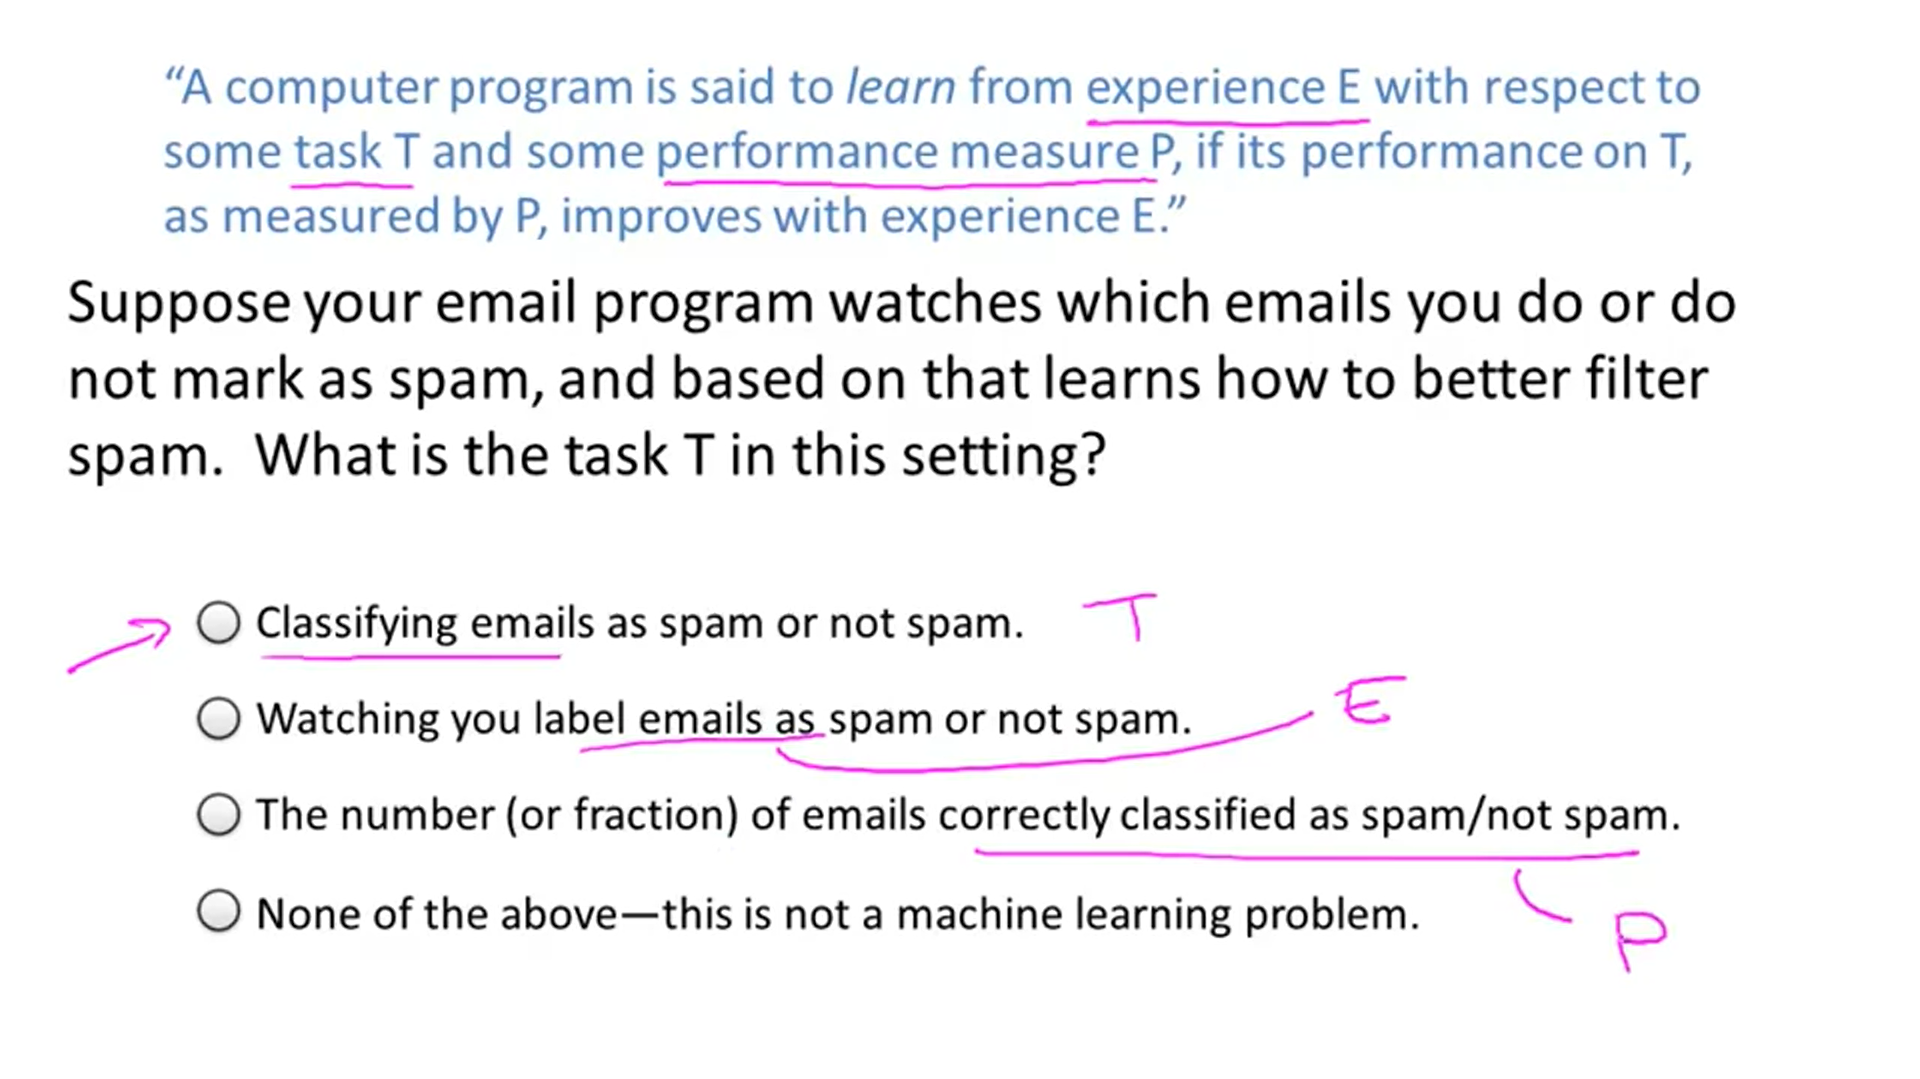 “A computer program is said to learn from experience E with respect to
some task T and some performance measure P, if its performance on T,
as measured by P, improves with experience E.”
Suppose your email program watches which emails you do or do
not mark as spam, and based on that learns how to better filter
spam.  What is the task T in this setting?
Classifying emails as spam or not spam. T
Watching you label emails as spam or not spam. E
The number (or fraction) of emails correctly classified as spam/not spam.
None of the above—this is not a machine learning problem. P